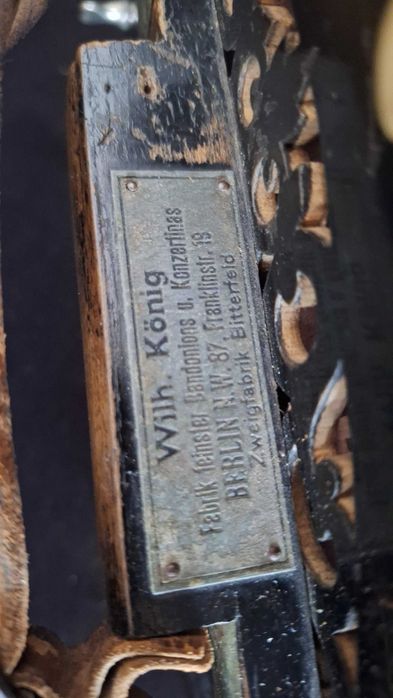 Wilh. König
Fabrik feinster Bandonions u. Konzertinas
BERLIN N.W. 87, Franklinstr. 19
Zweigfabrik Bitterfeld